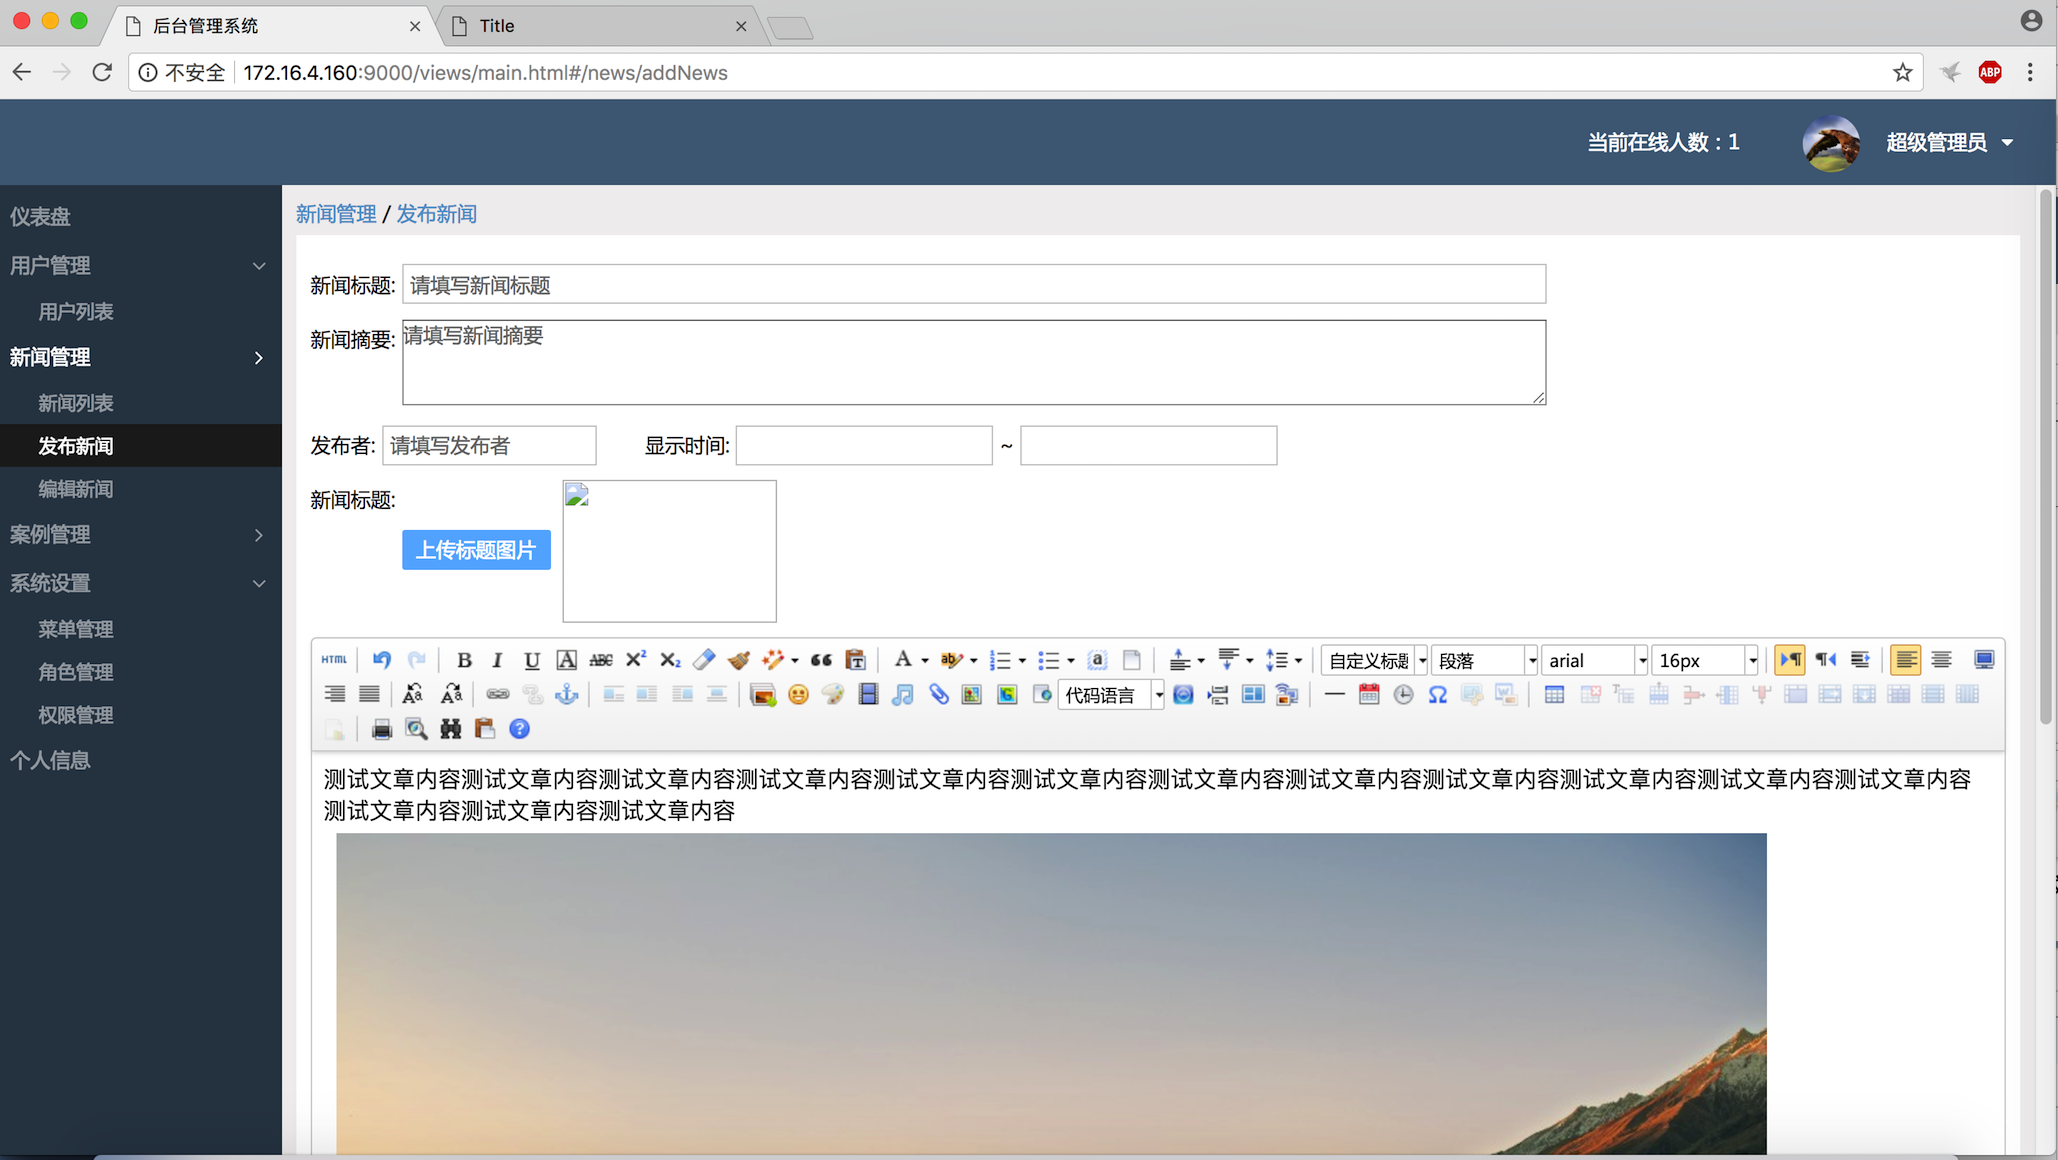 后台管理系统
Title
不安全 172.16.4.160:9000/views/main.html#/news/addNews
ABP
当前在线人数：1
超级管理员
仪表盘
用户管理
用户列表
新闻管理
新闻列表
发布新闻
编辑新闻
案例管理
系统设置
菜单管理
角色管理
权限管理
个人信息
新闻管理 / 发布新闻
新闻标题: 请填写新闻标题
新闻摘要: 请填写新闻摘要
发布者: 请填写发布者 显示时间: ~
新闻标题:
上传标题图片
HTML B I U A ABC X² X₂ A ab a 自定义标题 段落 arial 16px
Aa Aa 代码语言 Ω
测试文章内容测试文章内容测试文章内容测试文章内容测试文章内容测试文章内容测试文章内容测试文章内容测试文章内容测试文章内容测试文章内容测试文章内容
测试文章内容测试文章内容测试文章内容